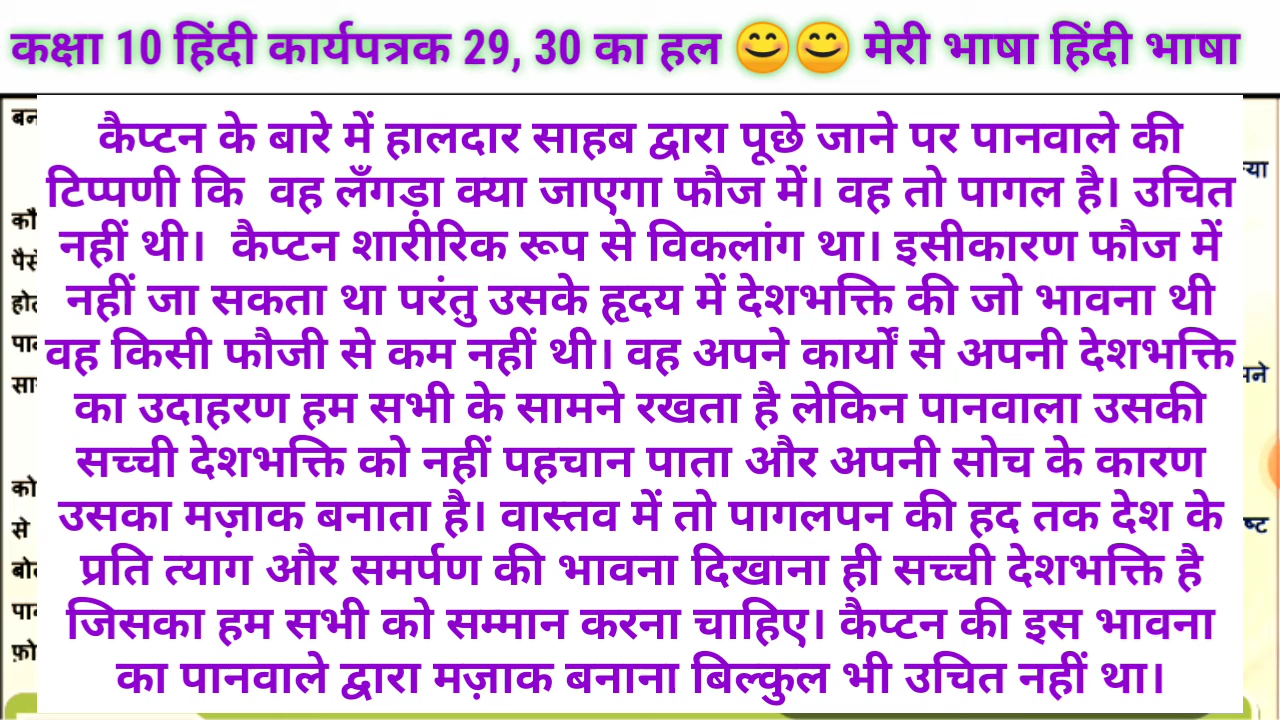 कक्षा 10 हिंदी कार्यपत्रक 29, 30 का हल 😊😊 मेरी भाषा हिंदी भाषा
कैप्टन के बारे में हालदार साहब द्वारा पूछे जाने पर पानवाले की
टिप्पणी कि वह लँगड़ा क्या जाएगा फौज में। वह तो पागल है। उचित
नहीं थी। कैप्टन शारीरिक रूप से विकलांग था। इसीकारण फौज में
नहीं जा सकता था परंतु उसके हृदय में देशभक्ति की जो भावना थी
वह किसी फौजी से कम नहीं थी। वह अपने कार्यों से अपनी देशभक्ति
का उदाहरण हम सभी के सामने रखता है लेकिन पानवाला उसकी
सच्ची देशभक्ति को नहीं पहचान पाता और अपनी सोच के कारण
उसका मज़ाक बनाता है। वास्तव में तो पागलपन की हद तक देश के
प्रति त्याग और समर्पण की भावना दिखाना ही सच्ची देशभक्ति है
जिसका हम सभी को सम्मान करना चाहिए। कैप्टन की इस भावना
का पानवाले द्वारा मज़ाक बनाना बिल्कुल भी उचित नहीं था।